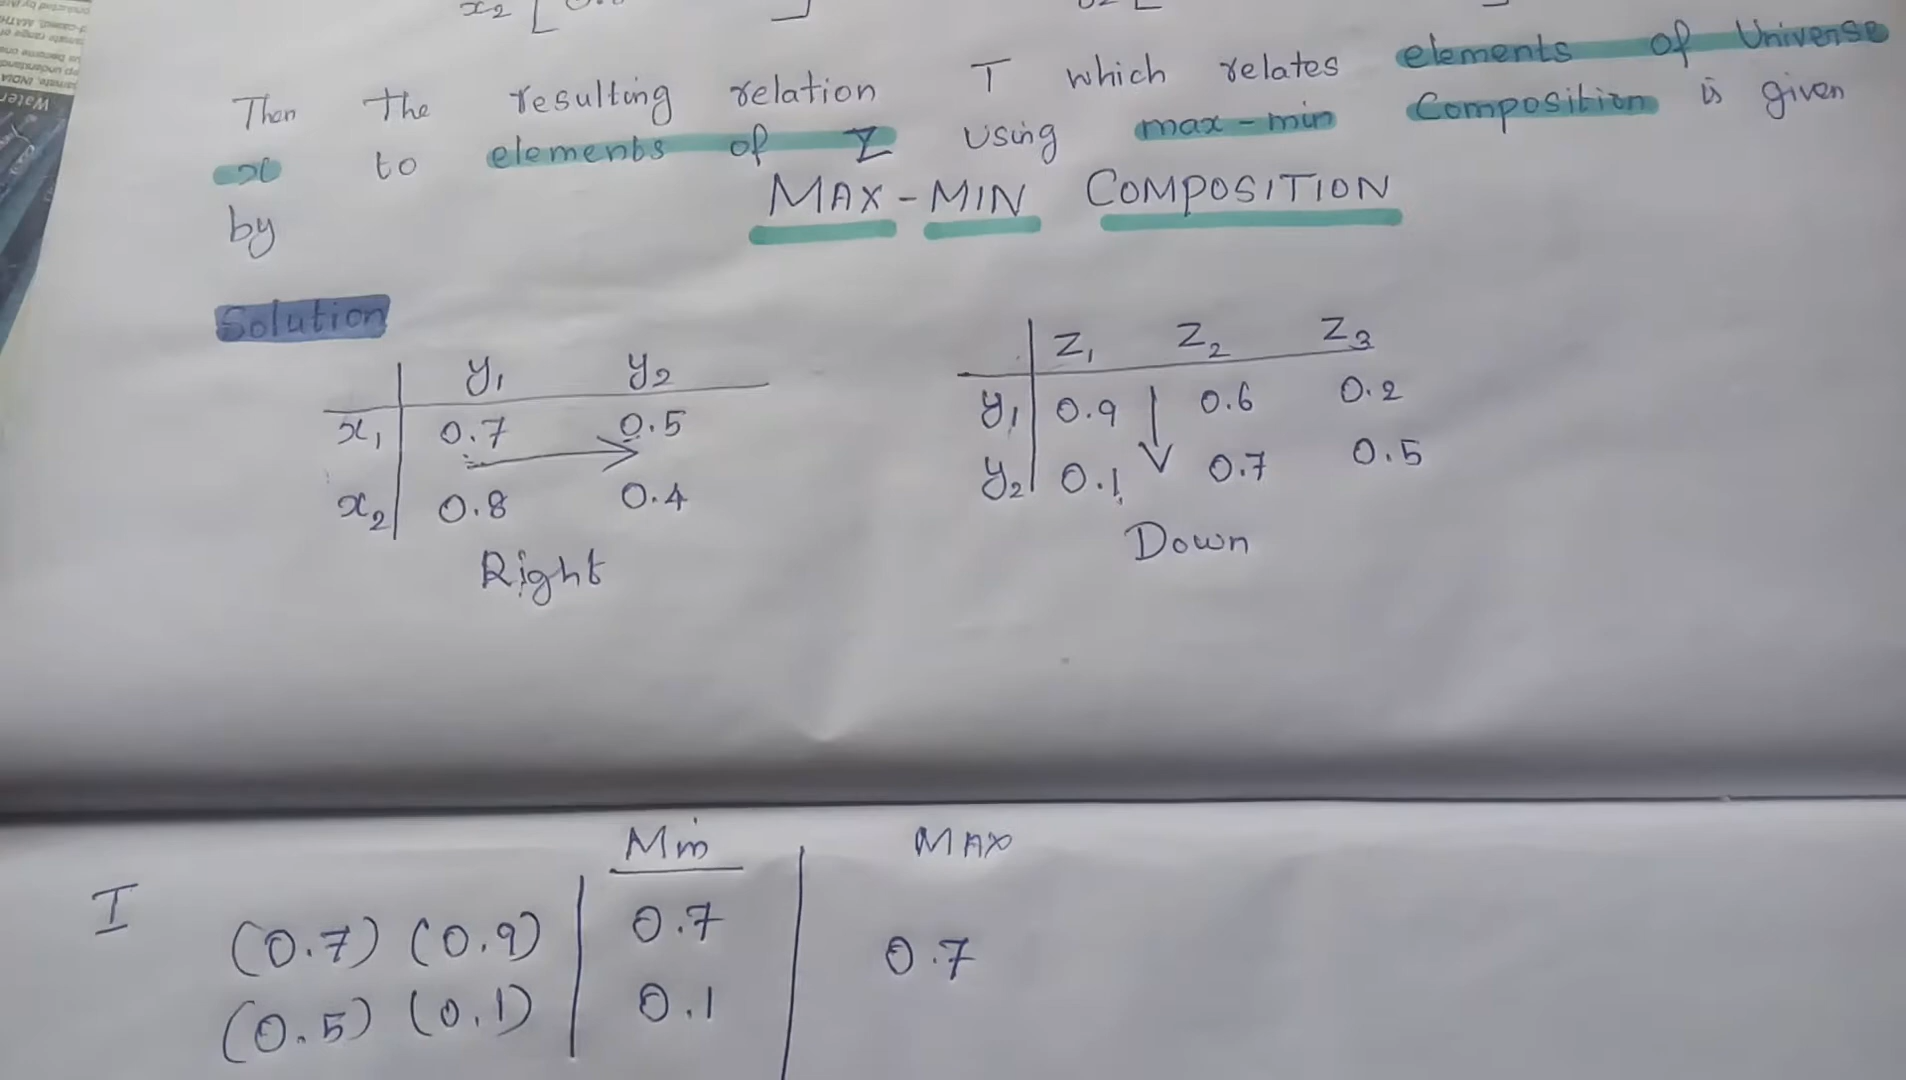 x2
Then the resulting relation T which relates elements of Universe
x to elements of Z using max-min Composition is given
by
MAX-MIN COMPOSITION
Solution
y1 y2
x1 0.7 0.5
x2 0.8 0.4
Right
Z1 Z2 Z3
y1 0.9 0.6 0.2
y2 0.1 0.7 0.5
Down
Min MAX
I (0.7) (0.9) 0.7 0.7
(0.5) (0.1) 0.1
Water